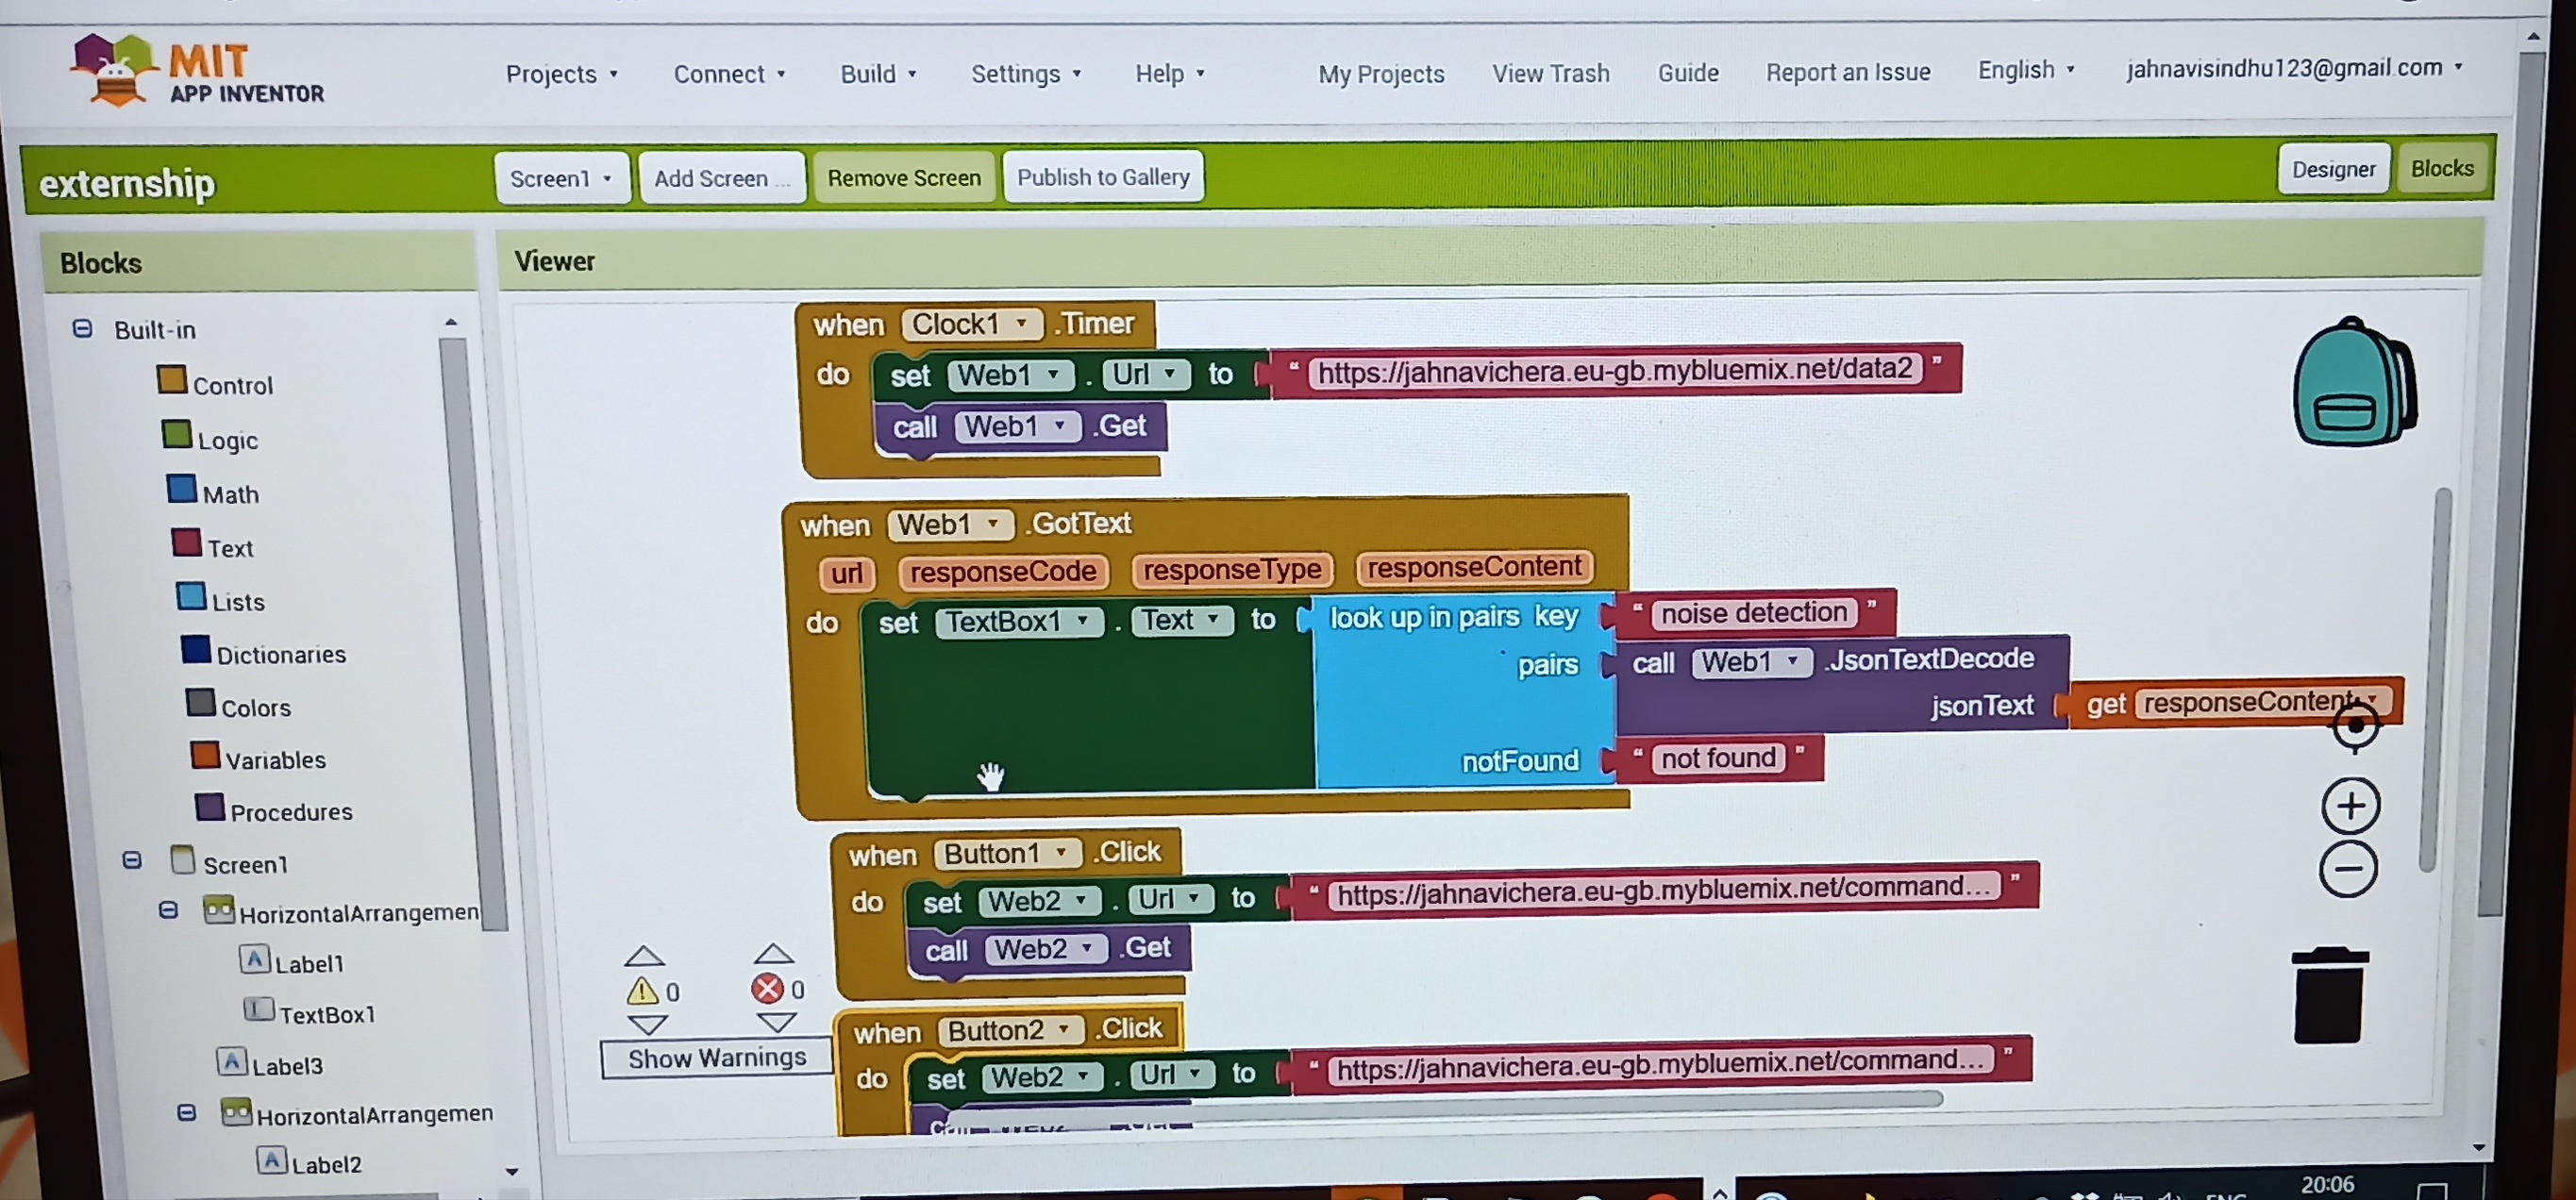 MIT
APP INVENTOR
Projects Connect Build Settings Help My Projects View Trash Guide Report an Issue English jahnavisindhu123@gmail.com
externship Screen1 Add Screen ... Remove Screen Publish to Gallery Designer Blocks
Blocks
Built-in
Control
Logic
Math
Text
Lists
Dictionaries
Colors
Variables
Procedures
Screen1
HorizontalArrangemen
Label1
TextBox1
Label3
HorizontalArrangemen
Label2
Viewer
when Clock1 .Timer
do set Web1 . Url to “ https://jahnavichera.eu-gb.mybluemix.net/data2 ”
call Web1 .Get
when Web1 .GotText
url responseCode responseType responseContent
do set TextBox1 . Text to look up in pairs key “ noise detection ”
pairs call Web1 .JsonTextDecode
jsonText get responseContent
notFound “ not found ”
when Button1 .Click
do set Web2 . Url to “ https://jahnavichera.eu-gb.mybluemix.net/command... ”
call Web2 .Get
when Button2 .Click
do set Web2 . Url to “ https://jahnavichera.eu-gb.mybluemix.net/command... ”
0 0
Show Warnings
ENG 20:06